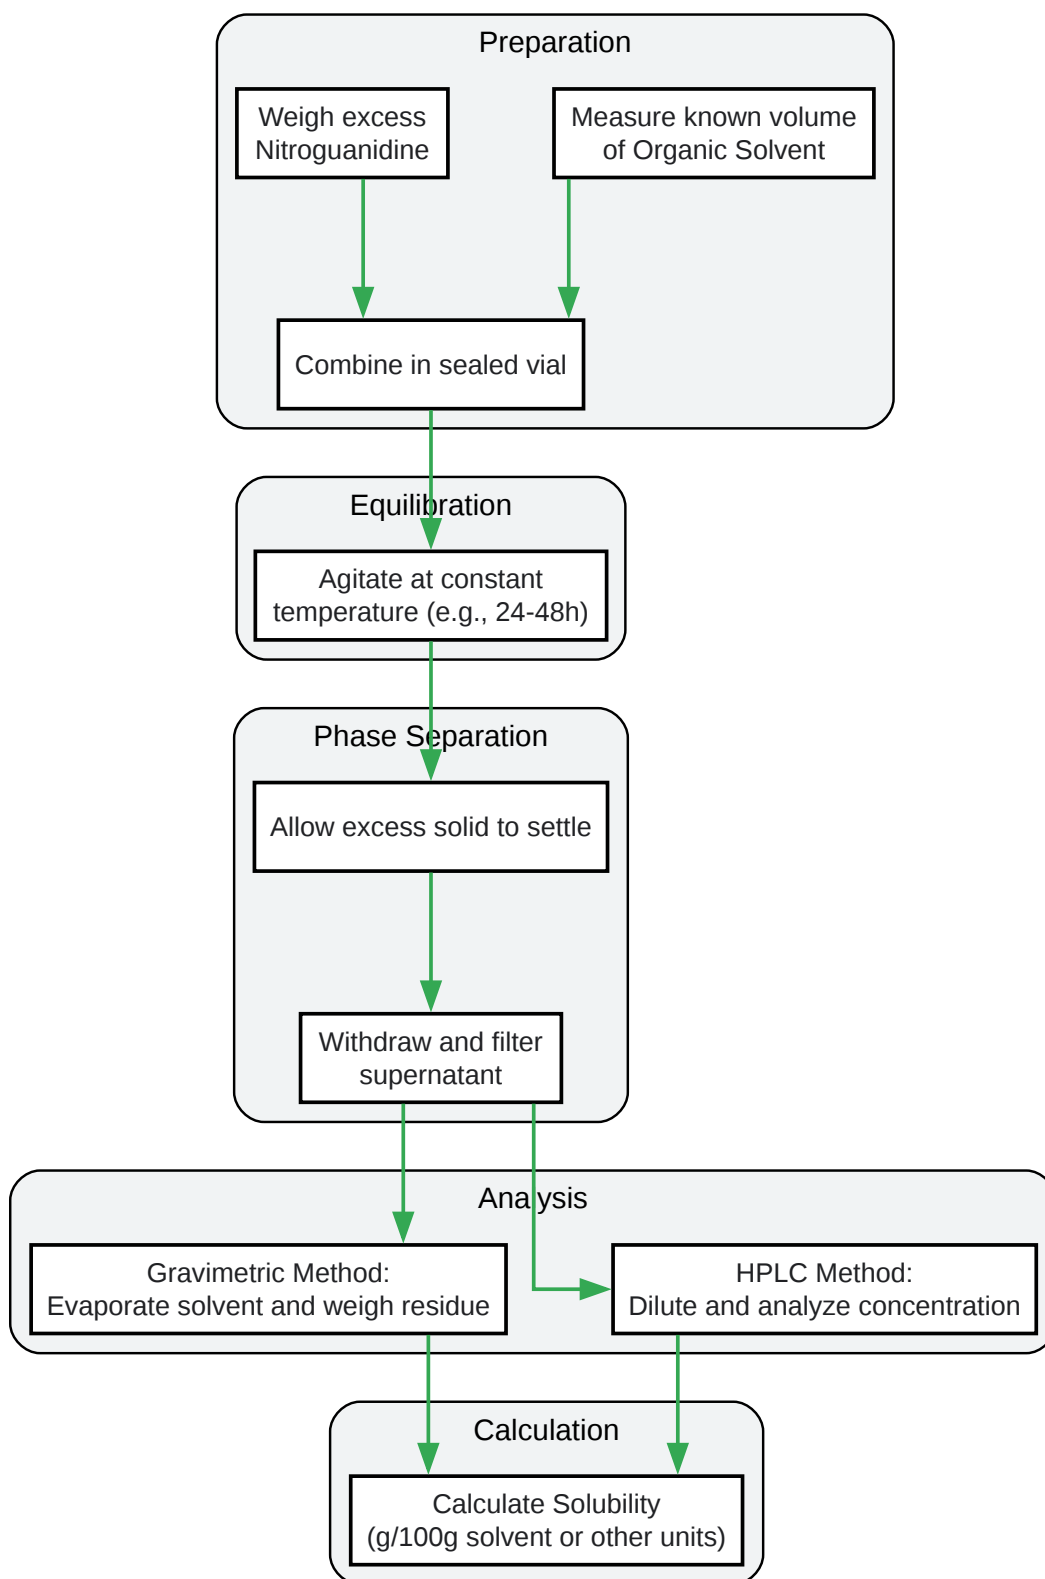 Preparation
Weigh excess
Nitroguanidine
Measure known volume
of Organic Solvent
Combine in sealed vial
Equilibration
Agitate at constant
temperature (e.g., 24-48h)
Phase Separation
Allow excess solid to settle
Withdraw and filter
supernatant
Analysis
Gravimetric Method:
Evaporate solvent and weigh residue
HPLC Method:
Dilute and analyze concentration
Calculation
Calculate Solubility
(g/100g solvent or other units)